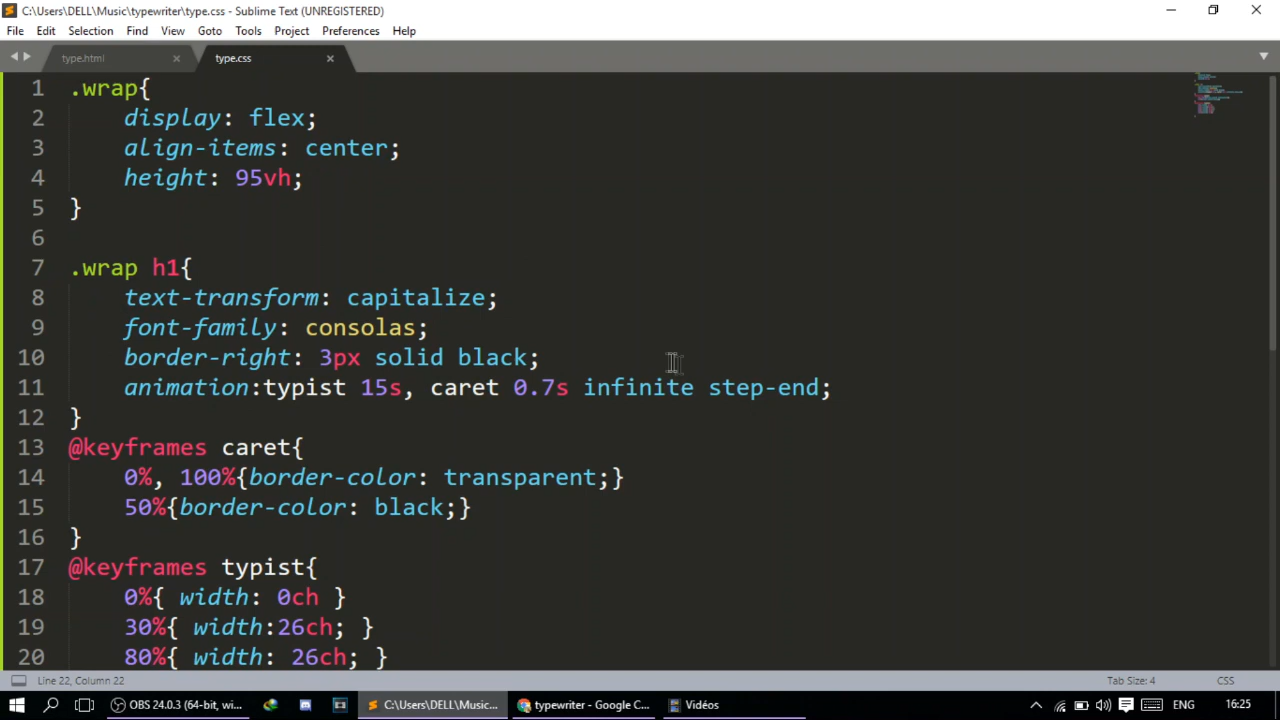 C:\Users\DELL\Music\typewriter\type.css - Sublime Text (UNREGISTERED)
File Edit Selection Find View Goto Tools Project Preferences Help
type.html type.css
1 .wrap{
2 display: flex;
3 align-items: center;
4 height: 95vh;
5 }
6
7 .wrap h1{
8 text-transform: capitalize;
9 font-family: consolas;
10 border-right: 3px solid black;
11 animation:typist 15s, caret 0.7s infinite step-end;
12 }
13 @keyframes caret{
14 0%, 100%{border-color: transparent;}
15 50%{border-color: black;}
16 }
17 @keyframes typist{
18 0%{ width: 0ch }
19 30%{ width:26ch; }
20 80%{ width: 26ch; }
Line 22, Column 22 Tab Size: 4 CSS
OBS 24.0.3 (64-bit, wi... C:\Users\DELL\Music... typewriter - Google C... Vidéos ENG 16:25